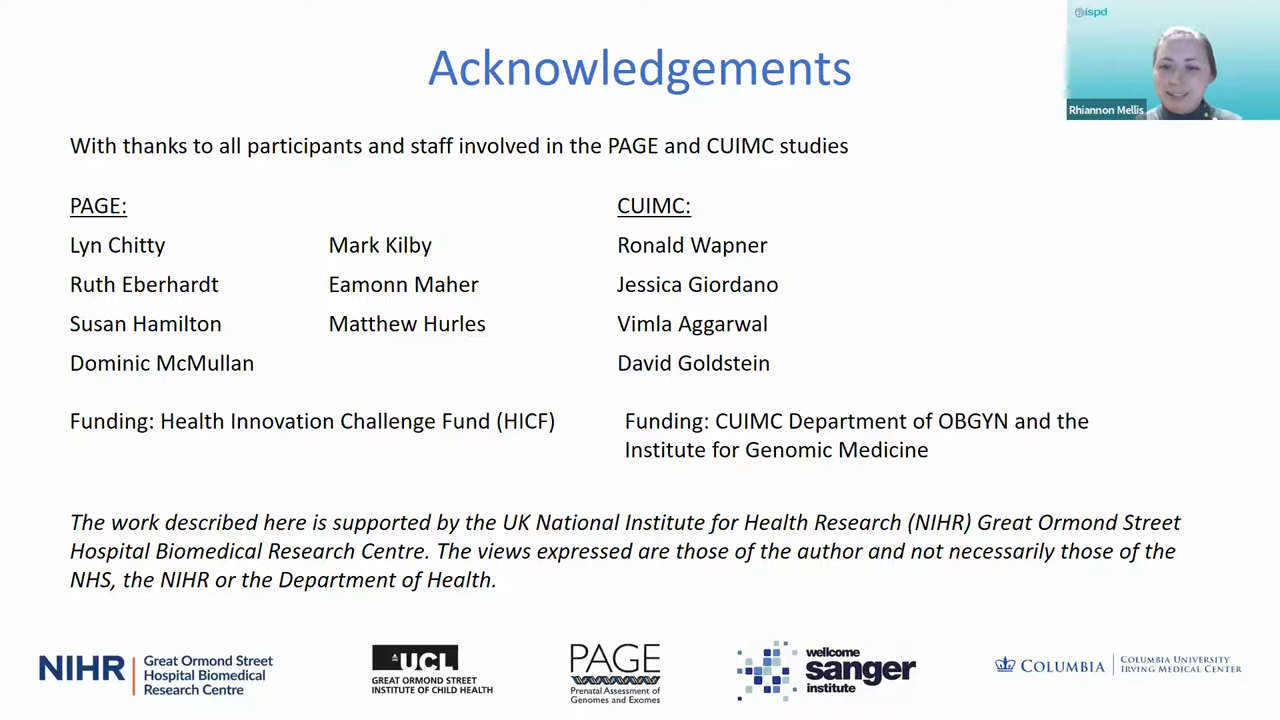 ispd
Rhiannon Mellis
Acknowledgements
With thanks to all participants and staff involved in the PAGE and CUIMC studies
PAGE:
Lyn Chitty
Ruth Eberhardt
Susan Hamilton
Dominic McMullan
Mark Kilby
Eamonn Maher
Matthew Hurles
CUIMC:
Ronald Wapner
Jessica Giordano
Vimla Aggarwal
David Goldstein
Funding: Health Innovation Challenge Fund (HICF)
Funding: CUIMC Department of OBGYN and the
Institute for Genomic Medicine
The work described here is supported by the UK National Institute for Health Research (NIHR) Great Ormond Street
Hospital Biomedical Research Centre. The views expressed are those of the author and not necessarily those of the
NHS, the NIHR or the Department of Health.
NIHR
Great Ormond Street
Hospital Biomedical
Research Centre
UCL
GREAT ORMOND STREET
INSTITUTE OF CHILD HEALTH
PAGE
Prenatal Assessment of
Genomes and Exomes
wellcome
sanger
institute
COLUMBIA
COLUMBIA UNIVERSITY
IRVING MEDICAL CENTER